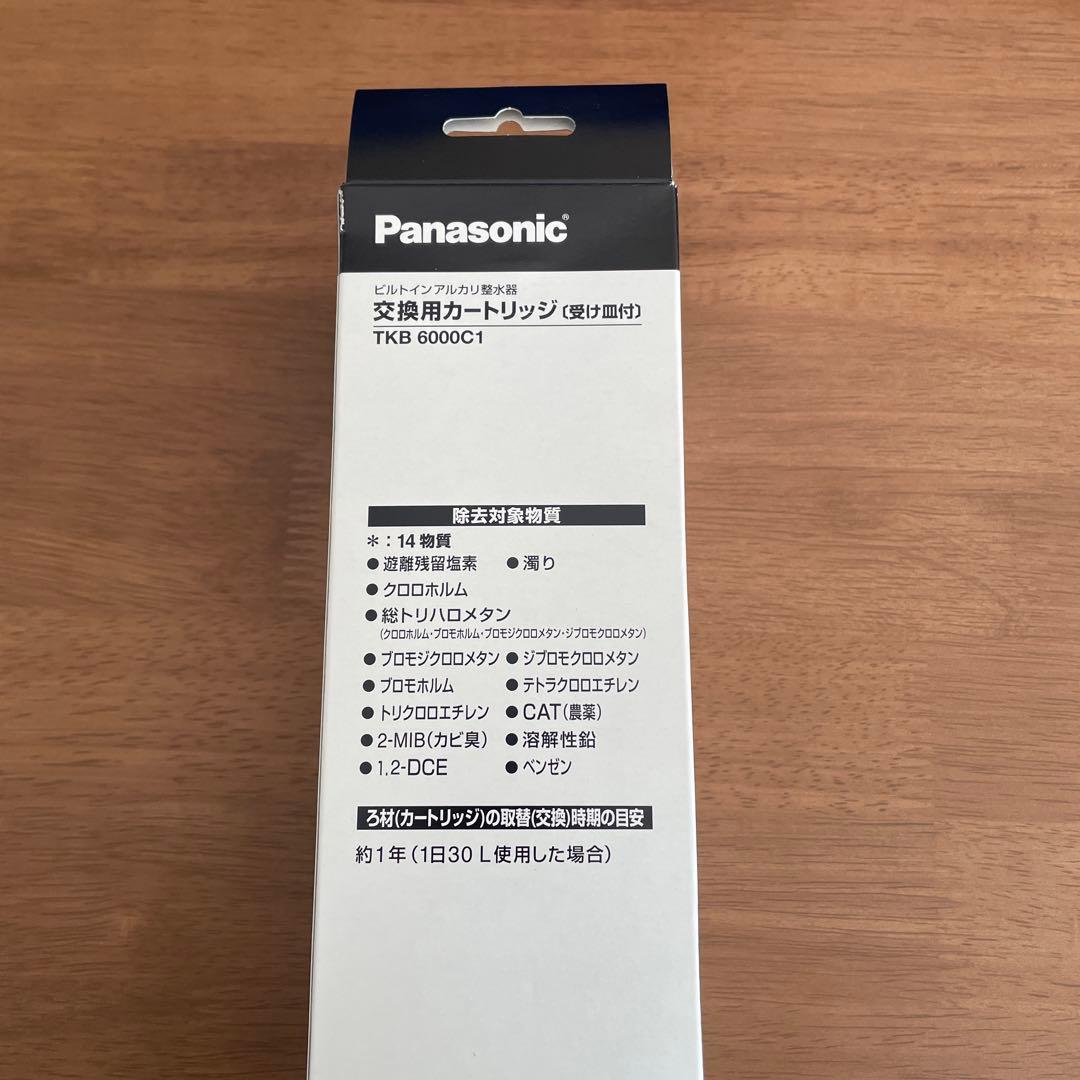 Panasonic®
ビルトインアルカリ整水器
交換用カートリッジ〔受け皿付〕
TKB 6000C1
除去対象物質
＊：14物質
●遊離残留塩素 ●濁り
●クロロホルム
●総トリハロメタン
(クロロホルム・ブロモホルム・ブロモジクロロメタン・ジブロモクロロメタン)
●ブロモジクロロメタン ●ジブロモクロロメタン
●ブロモホルム ●テトラクロロエチレン
●トリクロロエチレン ●CAT(農薬)
●2-MIB(カビ臭) ●溶解性鉛
●1,2-DCE ●ベンゼン
ろ材(カートリッジ)の取替(交換)時期の目安
約1年(1日30 L使用した場合)